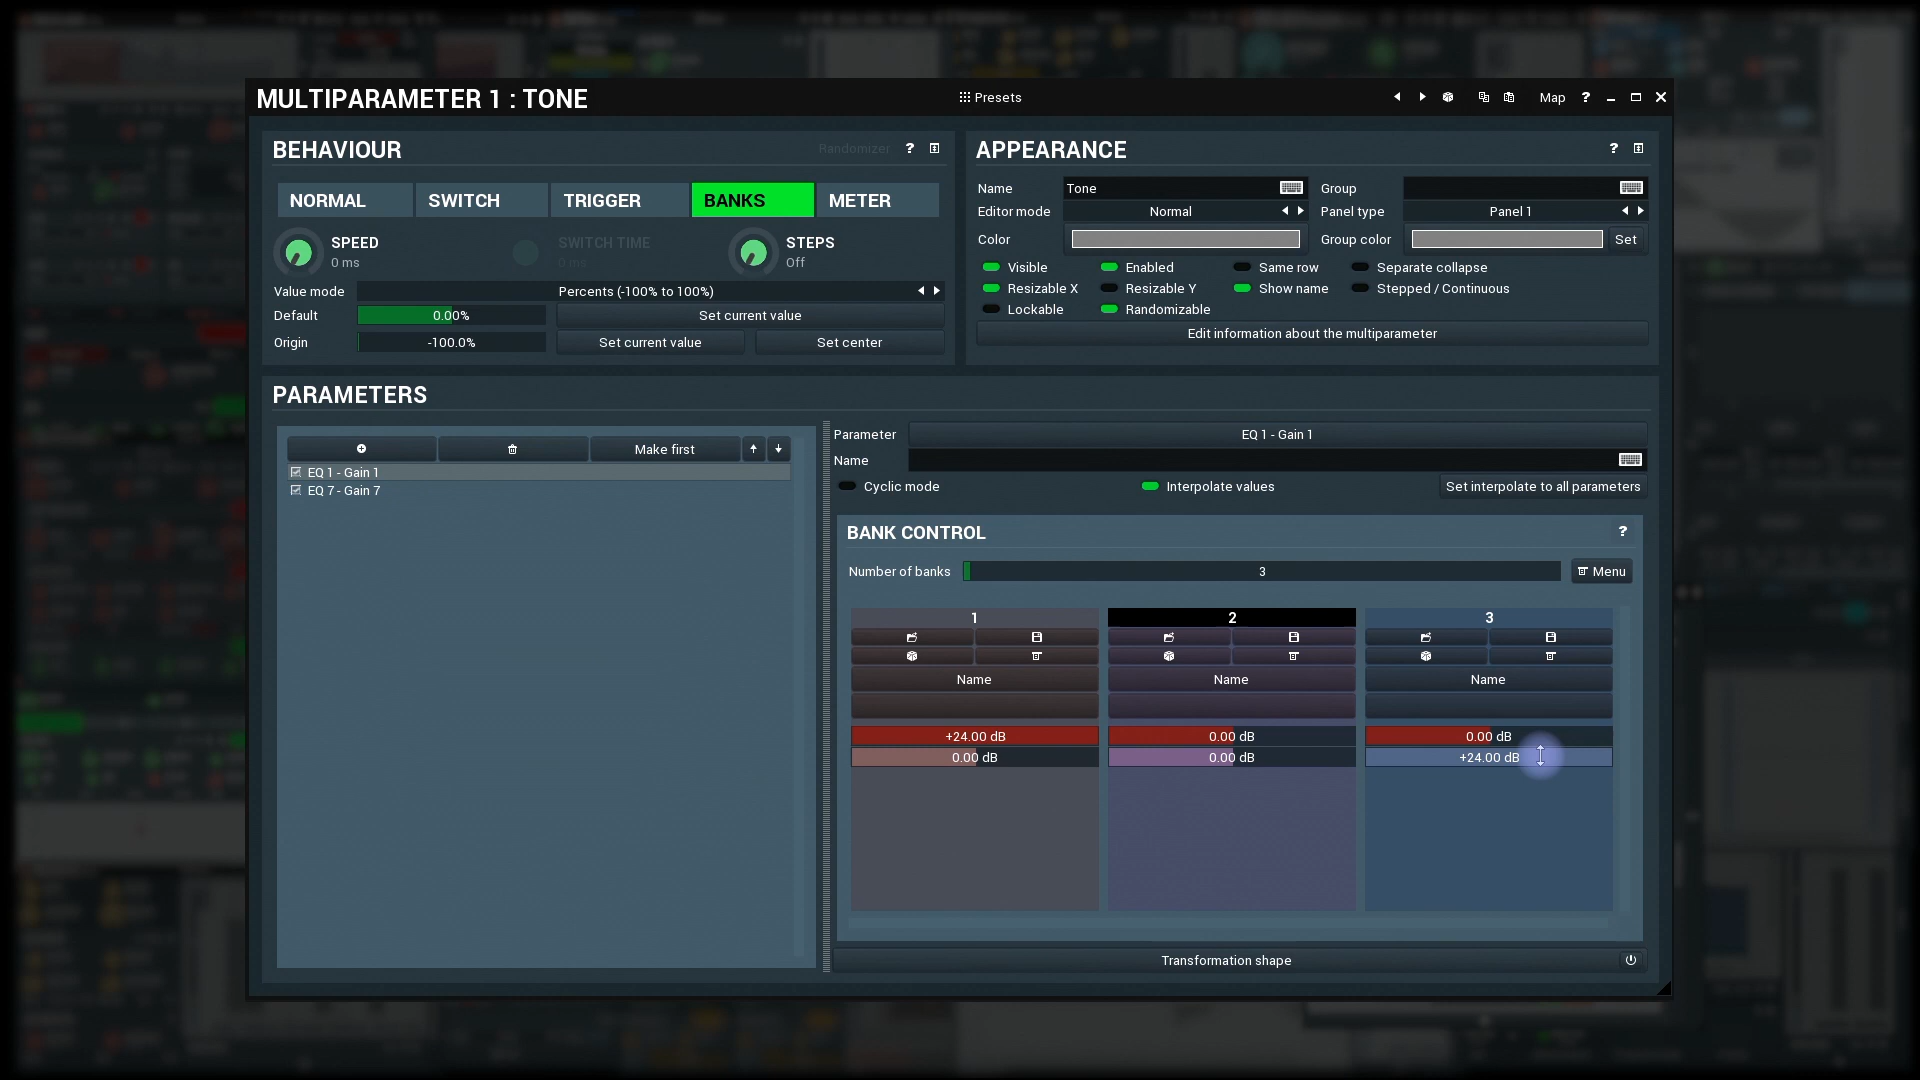 MULTIPARAMETER 1 : TONE
Presets
Map ?
BEHAVIOUR
Randomizer ?
NORMAL SWITCH TRIGGER BANKS METER
SPEED
0 ms
SWITCH TIME
0 ms
STEPS
Off
Value mode Percents (-100% to 100%)
Default 0.00% Set current value
Origin -100.0% Set current value Set center
APPEARANCE ?
Name Tone Group
Editor mode Normal Panel type Panel 1
Color Group color Set
Visible Enabled Same row Separate collapse
Resizable X Resizable Y Show name Stepped / Continuous
Lockable Randomizable
Edit information about the multiparameter
PARAMETERS
Make first
EQ 1 - Gain 1
EQ 7 - Gain 7
Parameter EQ 1 - Gain 1
Name
Cyclic mode Interpolate values Set interpolate to all parameters
BANK CONTROL ?
Number of banks 3 Menu
1 2 3
Name Name Name
+24.00 dB 0.00 dB 0.00 dB
0.00 dB 0.00 dB +24.00 dB
Transformation shape